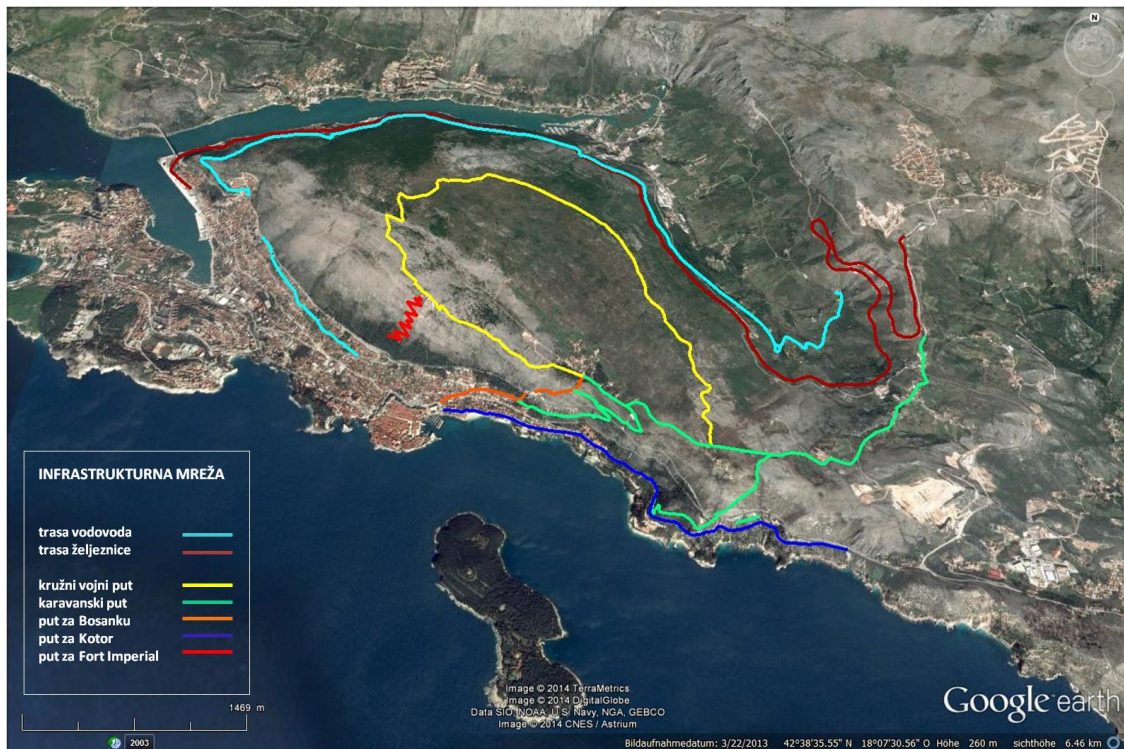 N
INFRASTRUKTURNA MREŽA
trasa vodovoda
trasa željeznice
kružni vojni put
karavanski put
put za Bosanku
put za Kotor
put za Fort Imperial
1469 m
2003
Image © 2014 TerraMetrics
Image © 2014 DigitalGlobe
Data SIO, NOAA, U.S. Navy, NGA, GEBCO
Image © 2014 CNES / Astrium
Google earth
Bildaufnahmedatum: 3/22/2013 42°38'35.55" N 18°07'30.56" O Höhe 260 m sichthöhe 6.46 km